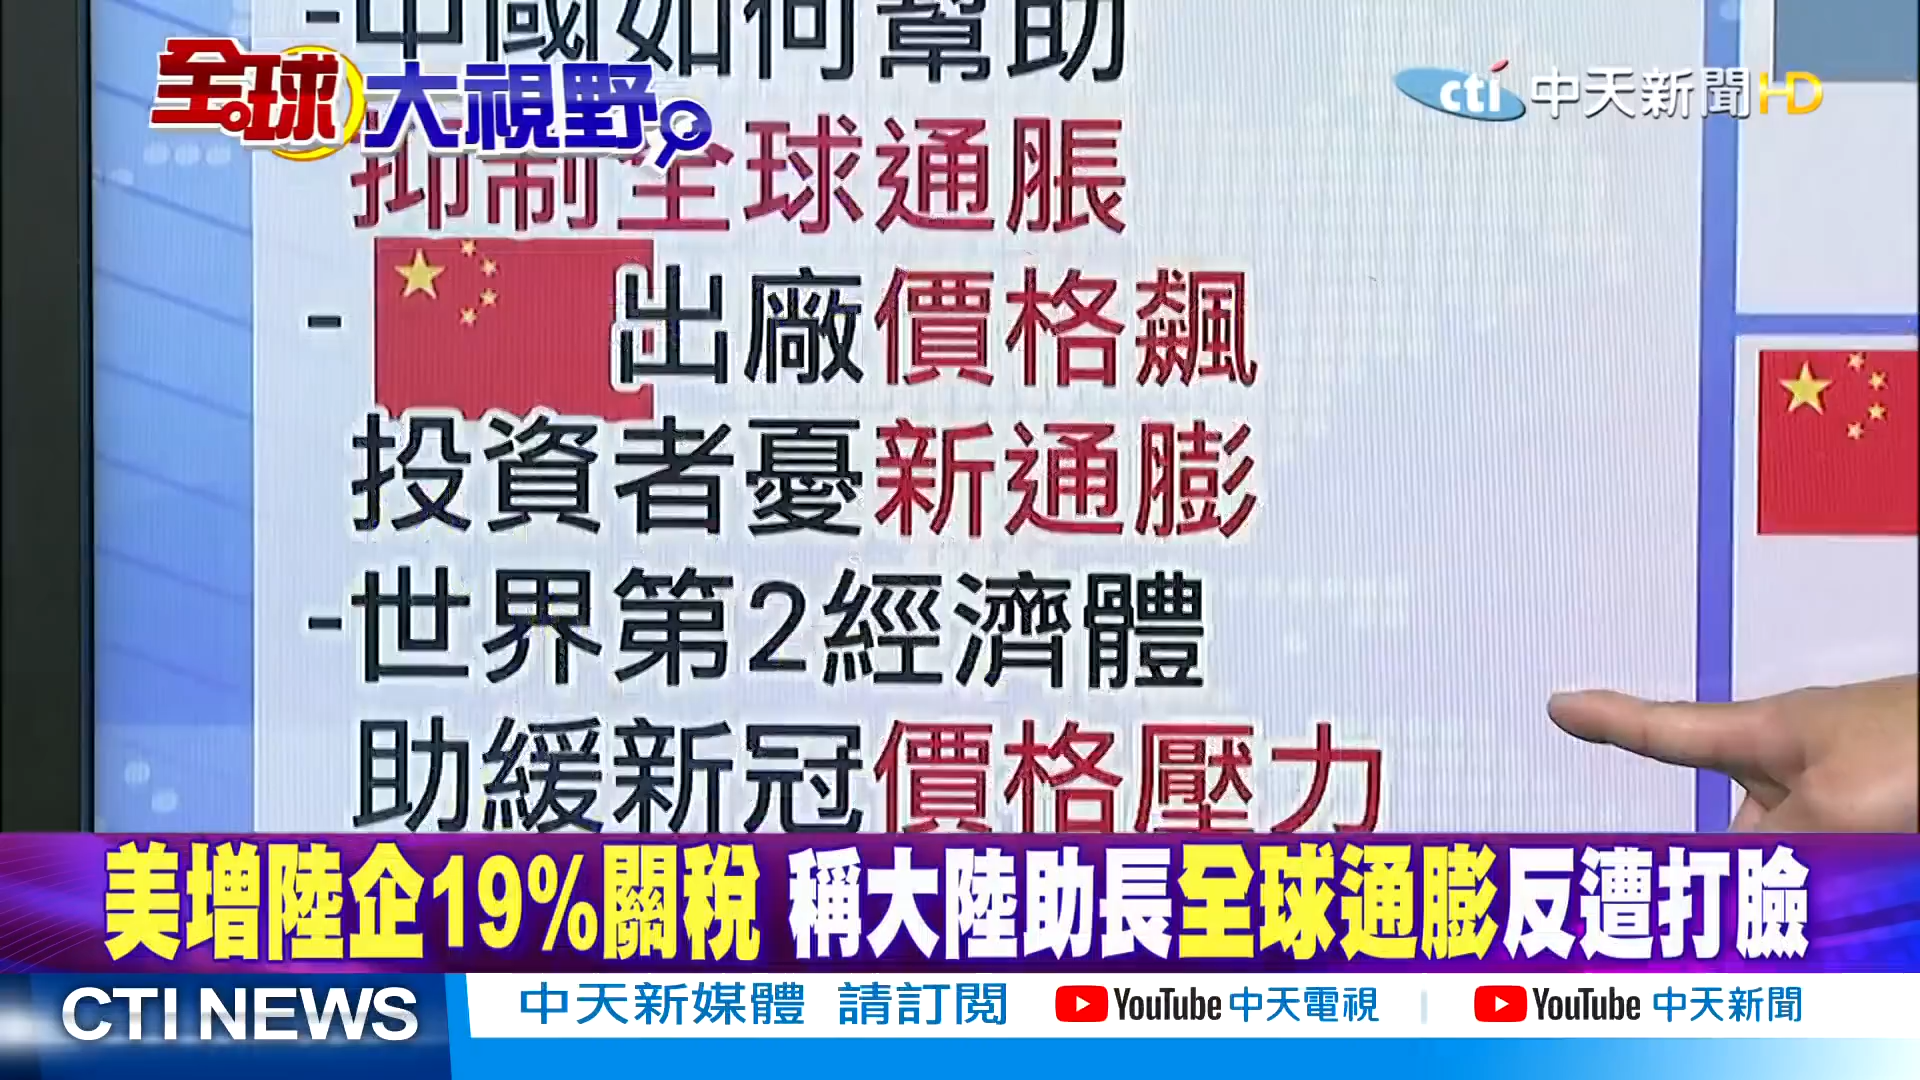 -中國如何幫助
全球大視野
cti 中天新聞HD
抑制全球通脹
- 出廠價格飆
投資者憂新通膨
-世界第2經濟體
助緩新冠價格壓力
美增陸企19%關稅 稱大陸助長全球通膨反遭打臉
CTI NEWS 中天新媒體 請訂閱 YouTube 中天電視 | YouTube 中天新聞